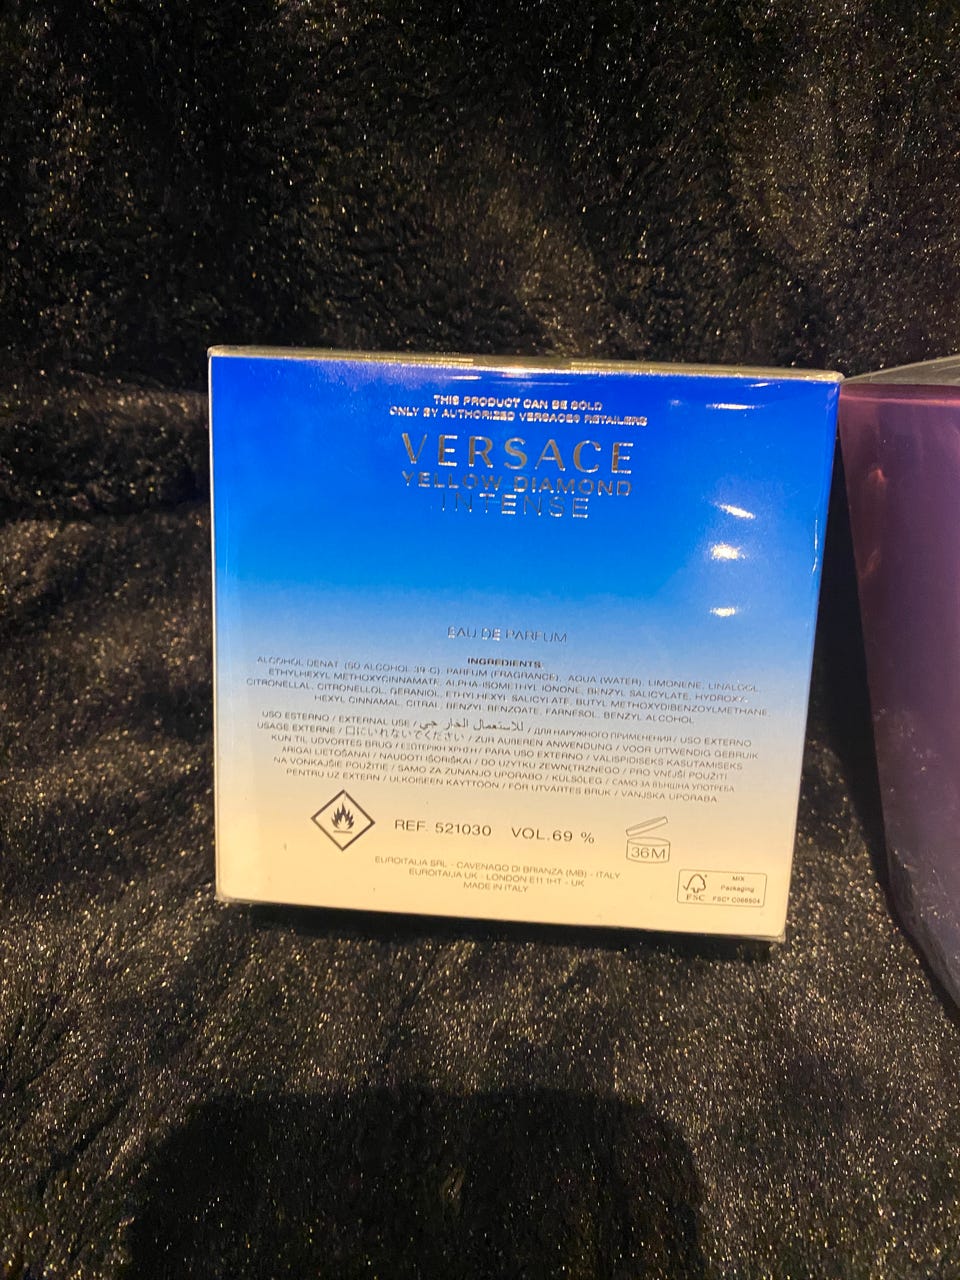 THIS PRODUCT CAN BE SOLD
ONLY BY AUTHORIZED VERSACE RETAILERS
VERSACE
YELLOW DIAMOND
INTENSE
EAU DE PARFUM
INGREDIENTS:
ALCOHOL DENAT. (SD ALCOHOL 39-C), PARFUM (FRAGRANCE), AQUA (WATER), LIMONENE, LINALOOL,
ETHYLHEXYL METHOXYCINNAMATE, ALPHA-ISOMETHYL IONONE, BENZYL SALICYLATE, HYDROXY-
CITRONELLAL, CITRONELLOL, GERANIOL, ETHYLHEXYL SALICYLATE, BUTYL METHOXYDIBENZOYLMETHANE,
HEXYL CINNAMAL, CITRAL, BENZYL BENZOATE, FARNESOL, BENZYL ALCOHOL
USO ESTERNO / EXTERNAL USE / للاستعمال الخارجي / ДЛЯ НАРУЖНОГО ПРИМЕНЕНИЯ / USO EXTERNO
USAGE EXTERNE / 口にいれないでください / ZUR ÄUßEREN ANWENDUNG / VOOR UITWENDIG GEBRUIK
KUN TIL UDVORTES BRUG / ΕΞΩΤΕΡΙΚΗ ΧΡΗΣΗ / PARA USO EXTERNO / VÄLISPIDISEKS KASUTAMISEKS
ĀRĪGAI LIETOŠANAI / NAUDOTI IŠORIŠKAI / DO UŻYTKU ZEWNĘTRZNEGO / PRO VNĚJŠÍ POUŽITÍ
NA VONKAJŠIE POUŽITIE / SAMO ZA ZUNANJO UPORABO / KÜLSŐLEG / САМО ЗА ВЪНШНА УПОТРЕБА
PENTRU UZ EXTERN / ULKOISEEN KÄYTTÖÖN / FÖR UTVÄRTES BRUK / VANJSKA UPORABA
REF. 521030 VOL.69 %
36M
EUROITALIA SRL - CAVENAGO DI BRIANZA (MB) - ITALY
EUROITALIA UK - LONDON E11 1HT - UK
MADE IN ITALY
MIX
Packaging
FSC
FSC® C068504